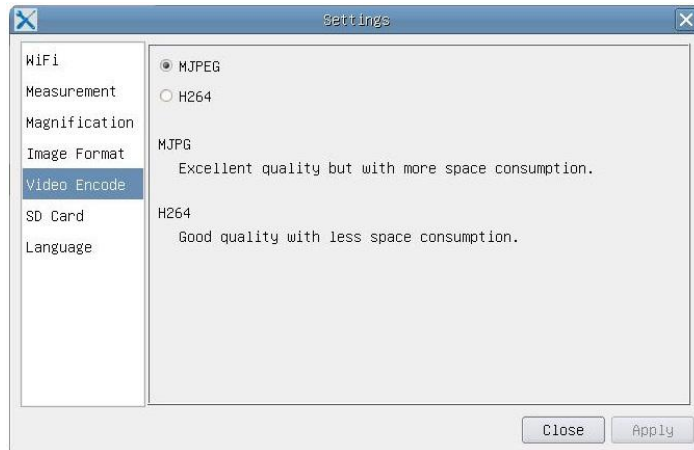 Settings
WiFi
Measurement
Magnification
Image Format
Video Encode
SD Card
Language
MJPEG
H264
MJPG
Excellent quality but with more space consumption.
H264
Good quality with less space consumption.
Close
Apply